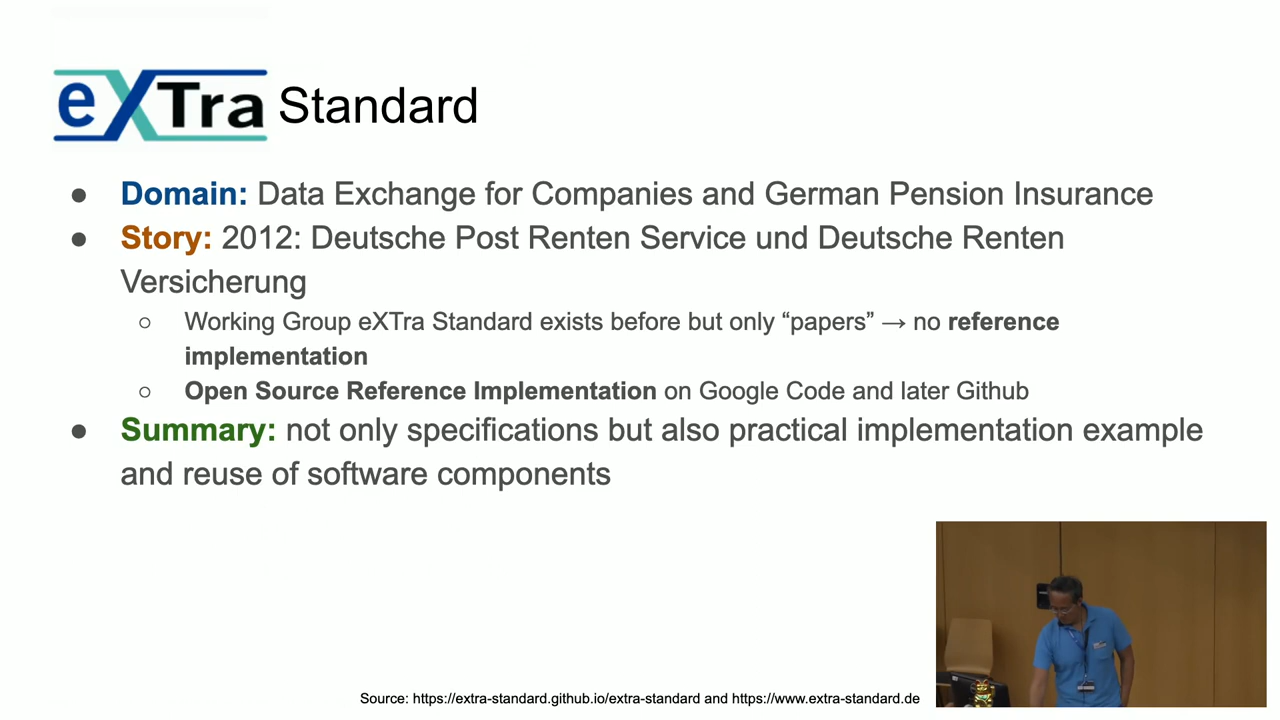 eXTra Standard
● Domain: Data Exchange for Companies and German Pension Insurance
● Story: 2012: Deutsche Post Renten Service und Deutsche Renten
Versicherung
○ Working Group eXTra Standard exists before but only “papers” → no reference
implementation
○ Open Source Reference Implementation on Google Code and later Github
● Summary: not only specifications but also practical implementation example
and reuse of software components
Source: https://extra-standard.github.io/extra-standard and https://www.extra-standard.de